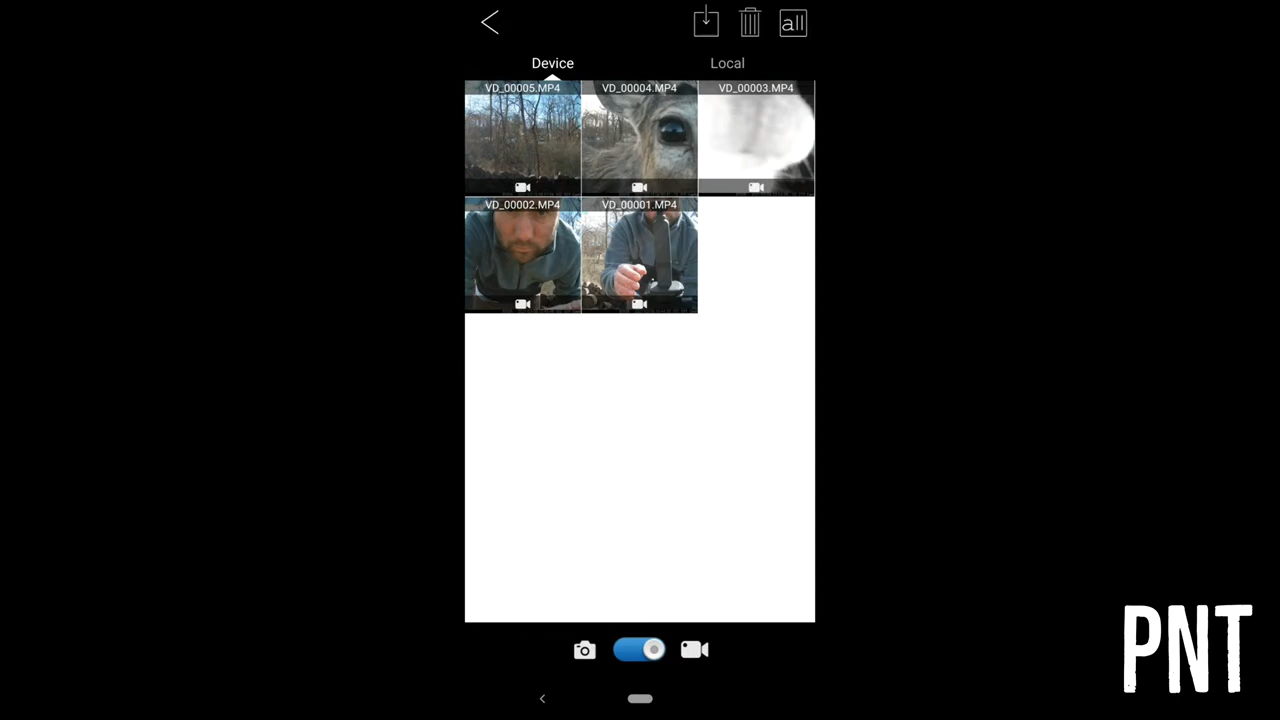 all
Device Local
VD_00005.MP4 VD_00004.MP4 VD_00003.MP4
VD_00002.MP4 VD_00001.MP4
PNT